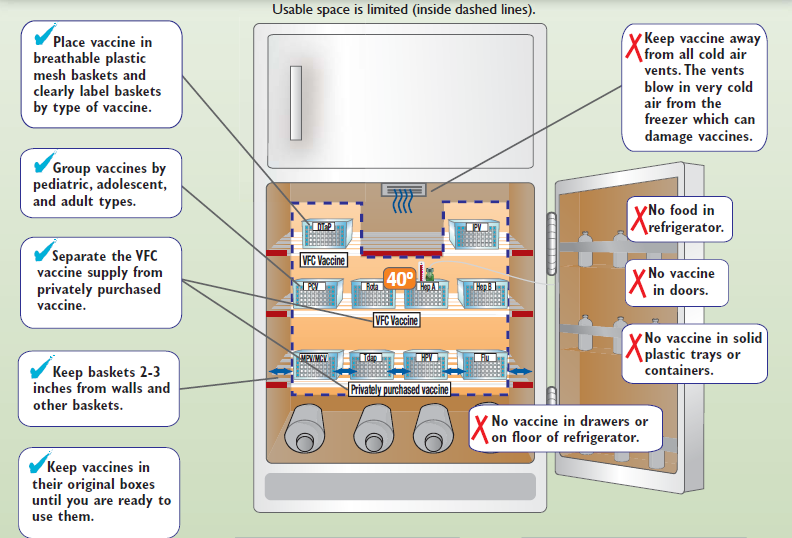 Usable space is limited (inside dashed lines).
Place vaccine in
breathable plastic
mesh baskets and
clearly label baskets
by type of vaccine.
Group vaccines by
pediatric, adolescent,
and adult types.
Separate the VFC
vaccine supply from
privately purchased
vaccine.
Keep baskets 2-3
inches from walls and
other baskets.
Keep vaccines in
their original boxes
until you are ready to
use them.
DTaP
IPV
VFC Vaccine
40°
PCV
Rota
Hep A
Hep B
VFC Vaccine
MPV/MCV
Tdap
HPV
Flu
Privately purchased vaccine
Keep vaccine away
from all cold air
vents. The vents
blow in very cold
air from the
freezer which can
damage vaccines.
No food in
refrigerator.
No vaccine
in doors.
No vaccine in solid
plastic trays or
containers.
No vaccine in drawers or
on floor of refrigerator.